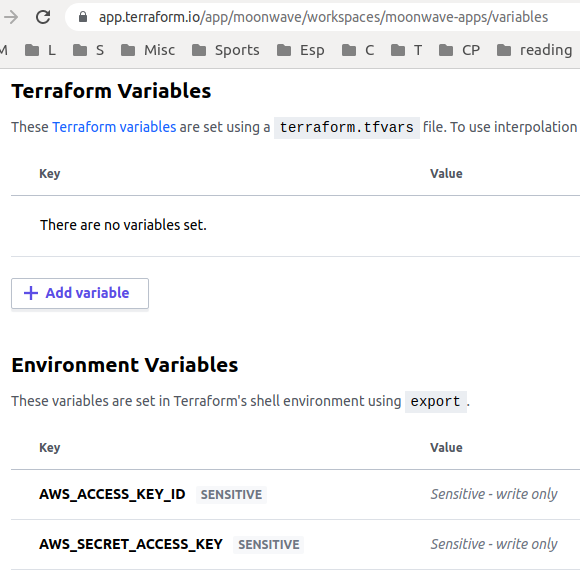 app.terraform.io/app/moonwave/workspaces/moonwave-apps/variables
M L S Misc Sports Esp C T CP reading
Terraform Variables
These Terraform variables are set using a terraform.tfvars file. To use interpolation
Key Value
There are no variables set.
+ Add variable
Environment Variables
These variables are set in Terraform's shell environment using export.
Key Value
AWS_ACCESS_KEY_ID SENSITIVE Sensitive - write only
AWS_SECRET_ACCESS_KEY SENSITIVE Sensitive - write only